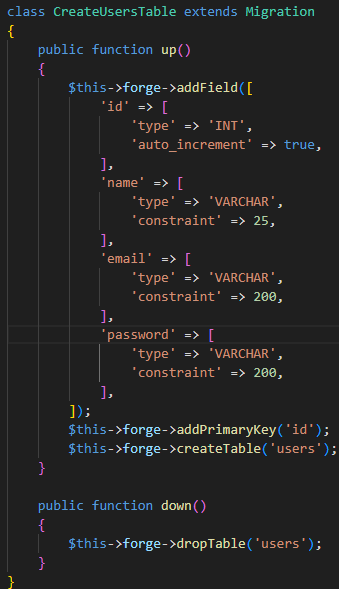 class CreateUsersTable extends Migration
{
    public function up()
    {
        $this->forge->addField([
            'id' => [
                'type' => 'INT',
                'auto_increment' => true,
            ],
            'name' => [
                'type' => 'VARCHAR',
                'constraint' => 25,
            ],
            'email' => [
                'type' => 'VARCHAR',
                'constraint' => 200,
            ],
            'password' => [
                'type' => 'VARCHAR',
                'constraint' => 200,
            ],
        ]);
        $this->forge->addPrimaryKey('id');
        $this->forge->createTable('users');
    }

    public function down()
    {
        $this->forge->dropTable('users');
    }
}